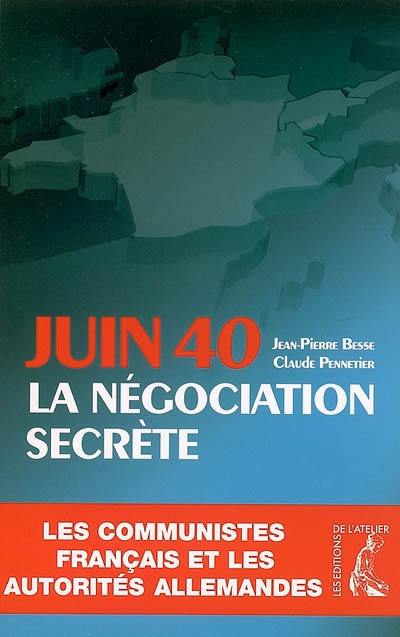 JUIN 40
JEAN-PIERRE BESSE
CLAUDE PENNETIER
LA NÉGOCIATION
SECRÈTE
LES COMMUNISTES
FRANÇAIS ET LES
AUTORITÉS ALLEMANDES
LES EDITIONS
DE L'ATELIER